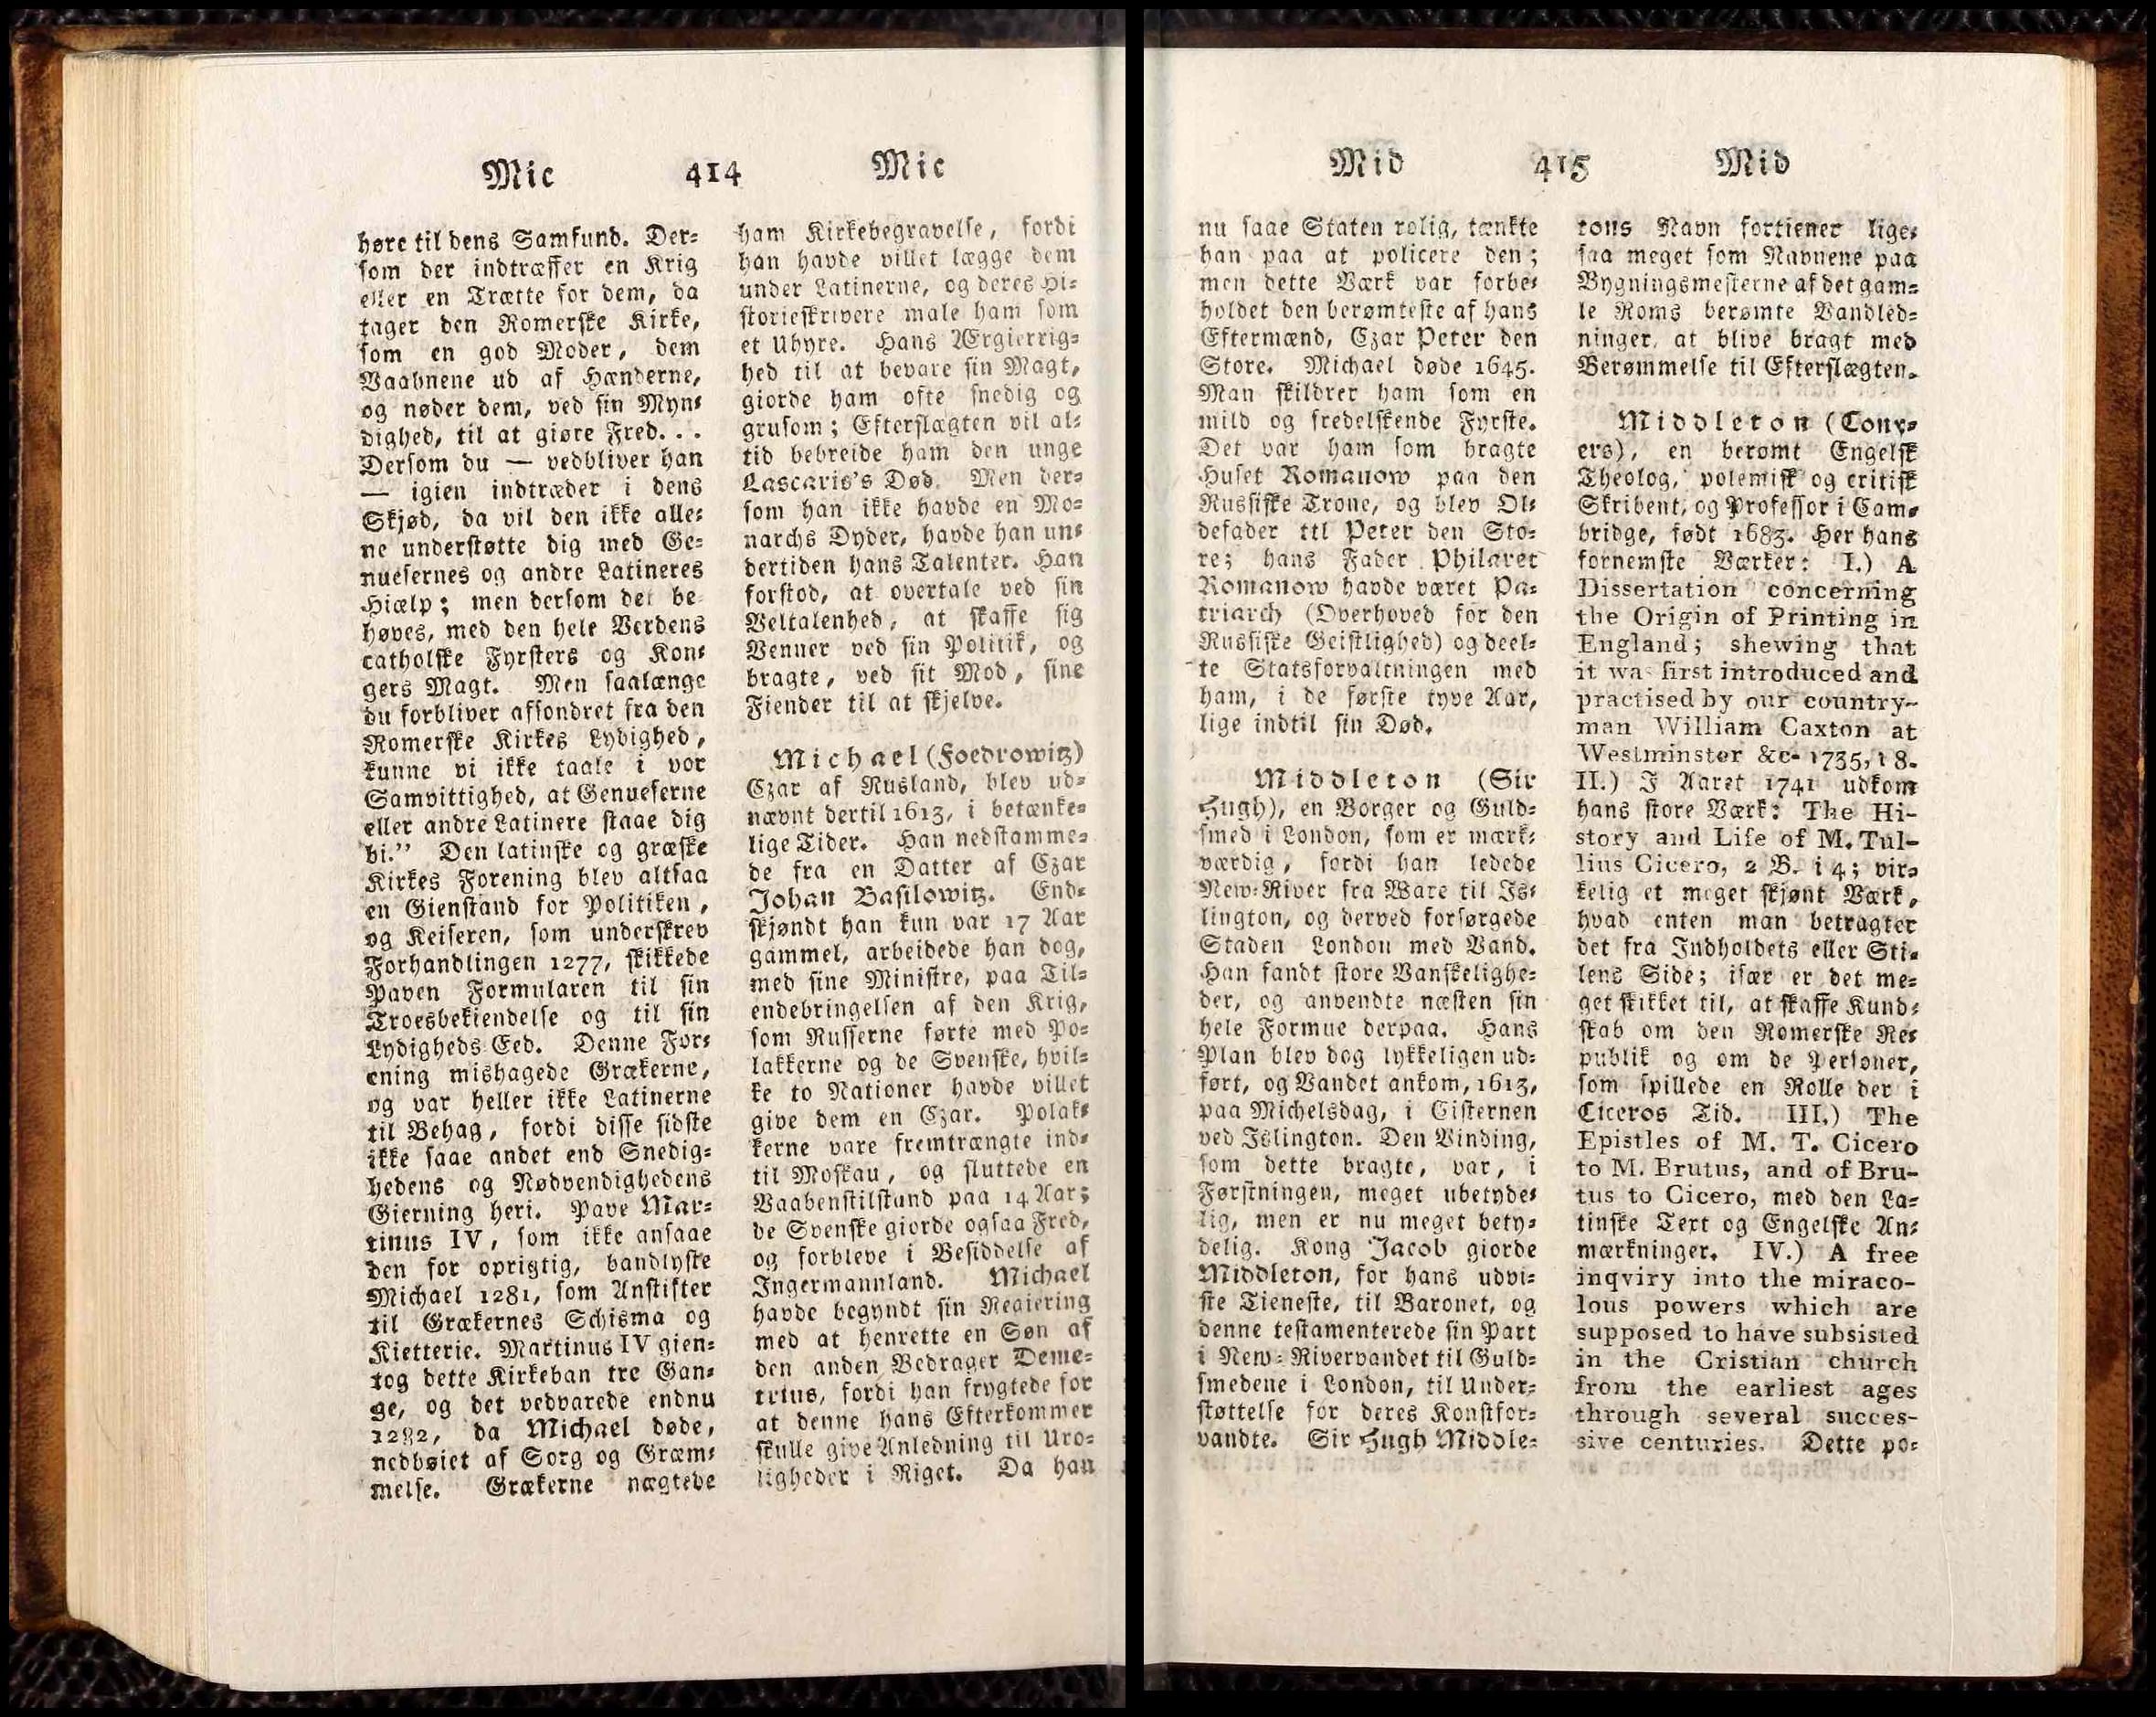 Mic 414 Mic
høre til dens Samfund. Der=
som der indtræffer en Krig
eller en Trætte for dem, da
tager den Romerske Kirke,
som en god Moder, dem
Vaabnene ud af Hænderne,
og nøder dem, ved sin Myn=
dighed, til at giøre Fred. . .
Dersom du — vedbliver han
— igien indtræder i dens
Skjød, da vil den ikke alle=
ne understøtte dig med Ge=
nuesernes og andre Latineres
Hiælp; men dersom det be
høves, med den hele Verdens
catholske Fyrsters og Kon=
gers Magt. Men saalænge
du forbliver afsondret fra den
Romerske Kirkes Lydighed,
kunne vi ikke taale i vor
Samvittighed, at Genueserne
eller andre Latinere staae dig
bi.” Den latinske og græske
Kirkes Forening blev altsaa
en Gienstand for Politiken,
og Keiseren, som underskrev
Forhandlingen 1277, skikkede
Paven Formularen til sin
Troesbekiendelse og til sin
Lydigheds=Eed. Denne For=
ening mishagede Grækerne,
og var heller ikke Latinerne
til Behag, fordi disse sidste
ikke saae andet end Snedig=
hedens og Nødvendighedens
Gierning heri. Pave Mar=
tinus IV, som ikke ansaae
den for oprigtig, bandlyste
Michael 1281, som Anstifter
til Grækernes Schisma og
Kietterie. Martinus IV gien=
tog dette Kirkeban tre Gan=
ge, og det vedvarede endnu
1282, da Michael døde,
nedbøiet af Sorg og Græm=
melse. Grækerne nægtede
ham Kirkebegravelse, fordi
han havde villet lægge dem
under Latinerne, og deres Hi=
storieskrivere male ham som
et Uhyre. Hans Ærgierrig=
hed til at bevare sin Magt,
giorde ham ofte snedig og
grusom; Efterslægten vil al=
tid bebreide ham den unge
Lascaris's Død. Men der=
som han ikke havde en Mo=
narchs Dyder, havde han un=
dertiden hans Talenter. Han
forstod, at overtale ved sin
Veltalenhed, at skaffe sig
Venner ved sin Politik, og
bragte, ved sit Mod, sine
Fiender til at skjelve.
Michael (Foedrowitz)
Czar af Rusland, blev ud=
nævnt dertil 1613, i betænke=
lige Tider. Han nedstamme=
de fra en Datter af Czar
Johan Basilowitz. End=
skjøndt han kun var 17 Aar
gammel, arbeidede han dog,
med sine Ministre, paa Til=
endebringelsen af den Krig,
som Russerne førte med Po=
lakkerne og de Svenske, hvil=
ke to Nationer havde villet
give dem en Czar. Polak=
kerne vare fremtrængte ind=
til Moskau, og sluttede en
Vaabenstilstand paa 14 Aar;
de Svenske giorde ogsaa Fred,
og forbleve i Besiddelse af
Ingermannland. Michael
havde begyndt sin Regiering
med at henrette en Søn af
den anden Bedrager Deme=
trius, fordi han frygtede for
at denne hans Efterkommer
skulle give Anledning til Uro=
ligheder i Riget. Da han
Mid 415 Mid
nu saae Staten rolig, tænkte
han paa at policere den;
men dette Værk var forbe=
holdet den berømteste af hans
Eftermænd, Czar Peter den
Store. Michael døde 1645.
Man skildrer ham som en
mild og fredelskende Fyrste.
Det var ham som bragte
Huset Romanow paa den
Russiske Trone, og blev Ol=
defader ttl Peter den Sto=
re; hans Fader Philaret
Romanow havde været Pa=
triarch (Overhoved for den
Russiske Geistlighed) og deel=
te Statsforvaltningen med
ham, i de første tyve Aar,
lige indtil sin Død.
Middleton (Sir
Hugh), en Borger og Guld=
smed i London, som er mærk=
værdig, fordi han ledede
New=River fra Ware til Is=
lington, og derved forsørgede
Staden London med Vand.
Han fandt store Vanskelighe=
der, og anvendte næsten sin
hele Formue derpaa. Hans
Plan blev dog lykkeligen ud=
ført, og Vandet ankom, 1613,
paa Michelsdag, i Cisternen
ved Islington. Den Vinding,
som dette bragte, var, i
Førstningen, meget ubetyde=
lig, men er nu meget bety=
delig. Kong Jacob giorde
Middleton, for hans udvi=
ste Tieneste, til Baronet, og
denne testamenterede sin Part
i New=Rivervandet til Guld=
smedene i London, til Under=
støttelse for deres Konstfor=
vandte. Sir Hugh Middle=
tons Navn fortiener lige=
saa meget som Navnene paa
Bygningsmesterne af det gam=
le Roms berømte Vandled=
ninger, at blive bragt med
Berømmelse til Efterslægten.
Middleton (Cony=
ers), en berømt Engelsk
Theolog, polemisk og critisk
Skribent, og Professor i Cam=
bridge, født 1683. Her hans
fornemste Værker: I.) A
Dissertation concerning
the Origin of Printing in
England; shewing that
it wa first introduced and
practised by our country-
man William Caxton at
Westminster &c. 1735, i 8.
II.) I Aaret 1741 udkom
hans store Værk: The Hi-
story and Life of M. Tul-
lius Cicero, 2 B. i 4; vir=
kelig et meget skjønt Værk,
hvad enten man betragter
det fra Indholdets eller Sti=
lens Side; især er det me=
get skikket til, at skaffe Kund=
skab om den Romerske Re=
publik og om de Personer,
som spillede en Rolle der i
Ciceros Tid. III.) The
Epistles of M. T. Cicero
to M. Brutus, and of Bru-
tus to Cicero, med den La=
tinske Text og Engelske An=
mærkninger. IV.) A free
inqviry into the miraco-
lous powers which are
supposed to have subsisted
in the Cristian church
from the earliest ages
through several succes-
sive centuries. Dette po=